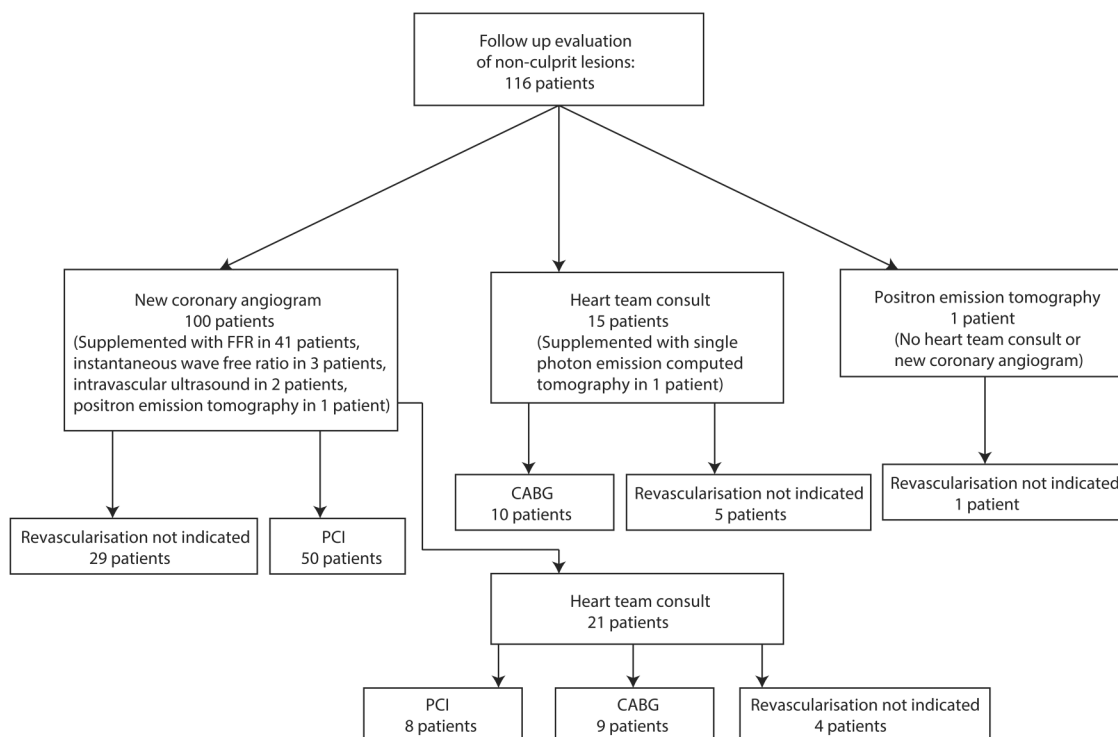 Follow up evaluation
of non-culprit lesions:
116 patients
New coronary angiogram
100 patients
(Supplemented with FFR in 41 patients,
instantaneous wave free ratio in 3 patients,
intravascular ultrasound in 2 patients,
positron emission tomography in 1 patient)
Heart team consult
15 patients
(Supplemented with single
photon emission computed
tomography in 1 patient)
Positron emission tomography
1 patient
(No heart team consult or
new coronary angiogram)
CABG
10 patients
Revascularisation not indicated
5 patients
Revascularisation not indicated
1 patient
Revascularisation not indicated
29 patients
PCI
50 patients
Heart team consult
21 patients
PCI
8 patients
CABG
9 patients
Revascularisation not indicated
4 patients